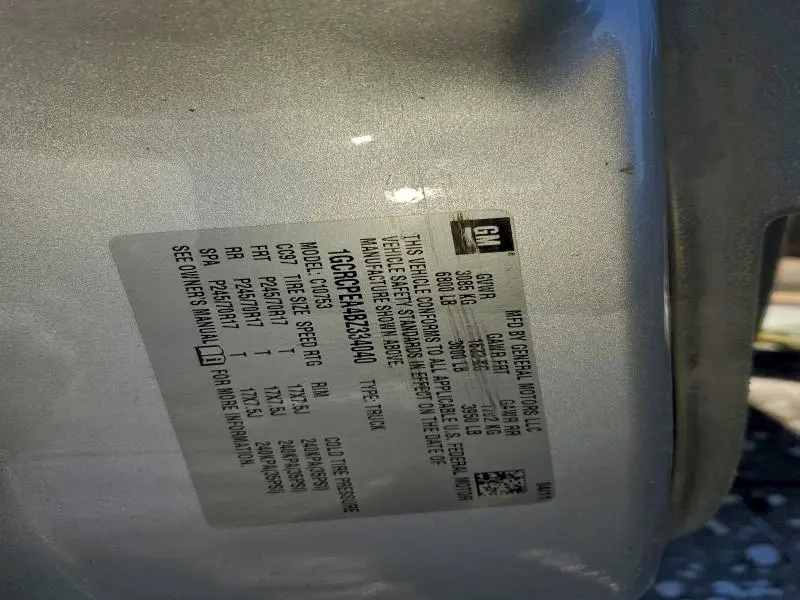 MFD BY GENERAL MOTORS LLC 04/11
GM ®
GVWR GAWR FRT GAWR RR
3085 KG KG 1792 KG
6800 LB LB 3950 LB
THIS VEHICLE CONFORMS TO ALL APPLICABLE U.S. FEDERAL MOTOR
VEHICLE SAFETY STANDARDS IN EFFECT ON THE DATE OF
MANUFACTURE SHOWN ABOVE.
1GCRCPEA4BZ334040 TYPE: TRUCK
MODEL: C10753
CC97 TIRE SIZE SPEED RTG RIM COLD TIRE PRESSURE
FRT P245/70R17 T 17X7.5J 240KPA(35PSI)
RR P245/70R17 T 17X7.5J 240KPA(35PSI)
SPA P245/70R17 T 17X7.5J 240KPA(35PSI)
SEE OWNER'S MANUAL FOR MORE INFORMATION.